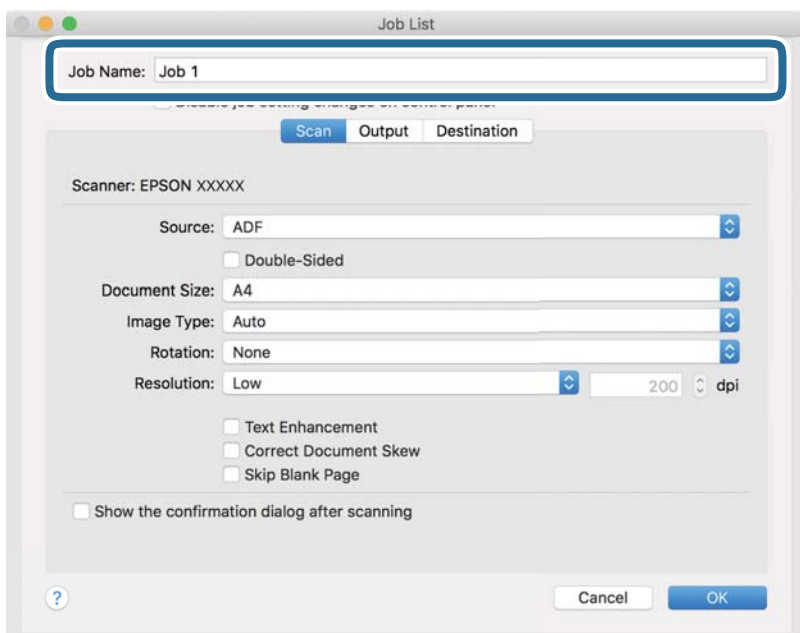 Job List
Job Name: Job 1
Scan Output Destination
Scanner: EPSON XXXXX
Source: ADF
Double-Sided
Document Size: A4
Image Type: Auto
Rotation: None
Resolution: Low 200 dpi
Text Enhancement
Correct Document Skew
Skip Blank Page
Show the confirmation dialog after scanning
? Cancel OK